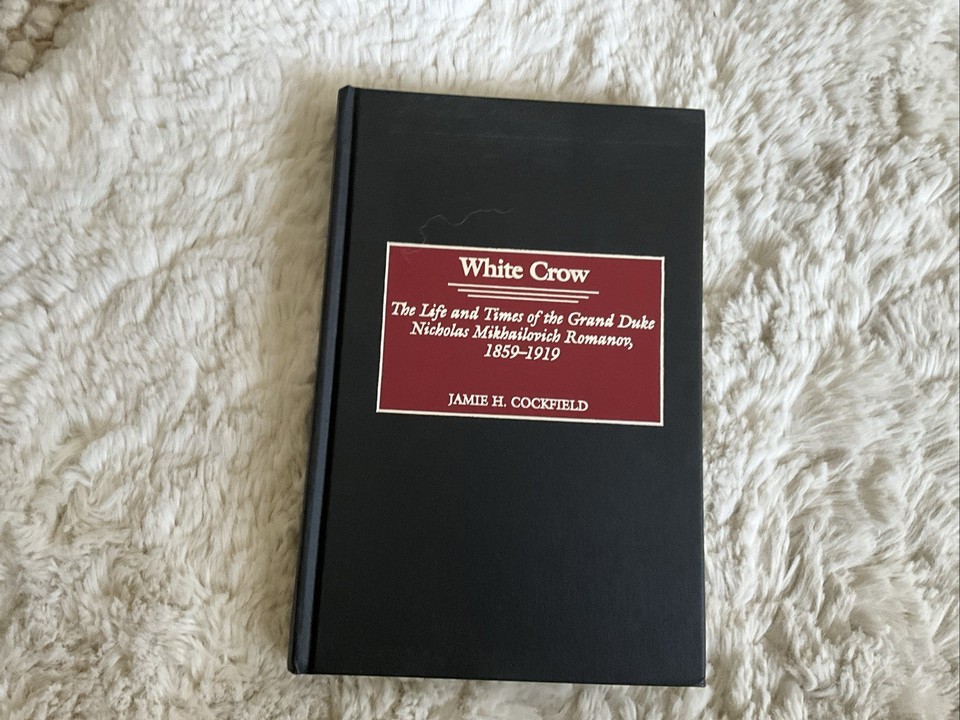 White Crow
The Life and Times of the Grand Duke
Nicholas Mikhailovich Romanov,
1859–1919
JAMIE H. COCKFIELD